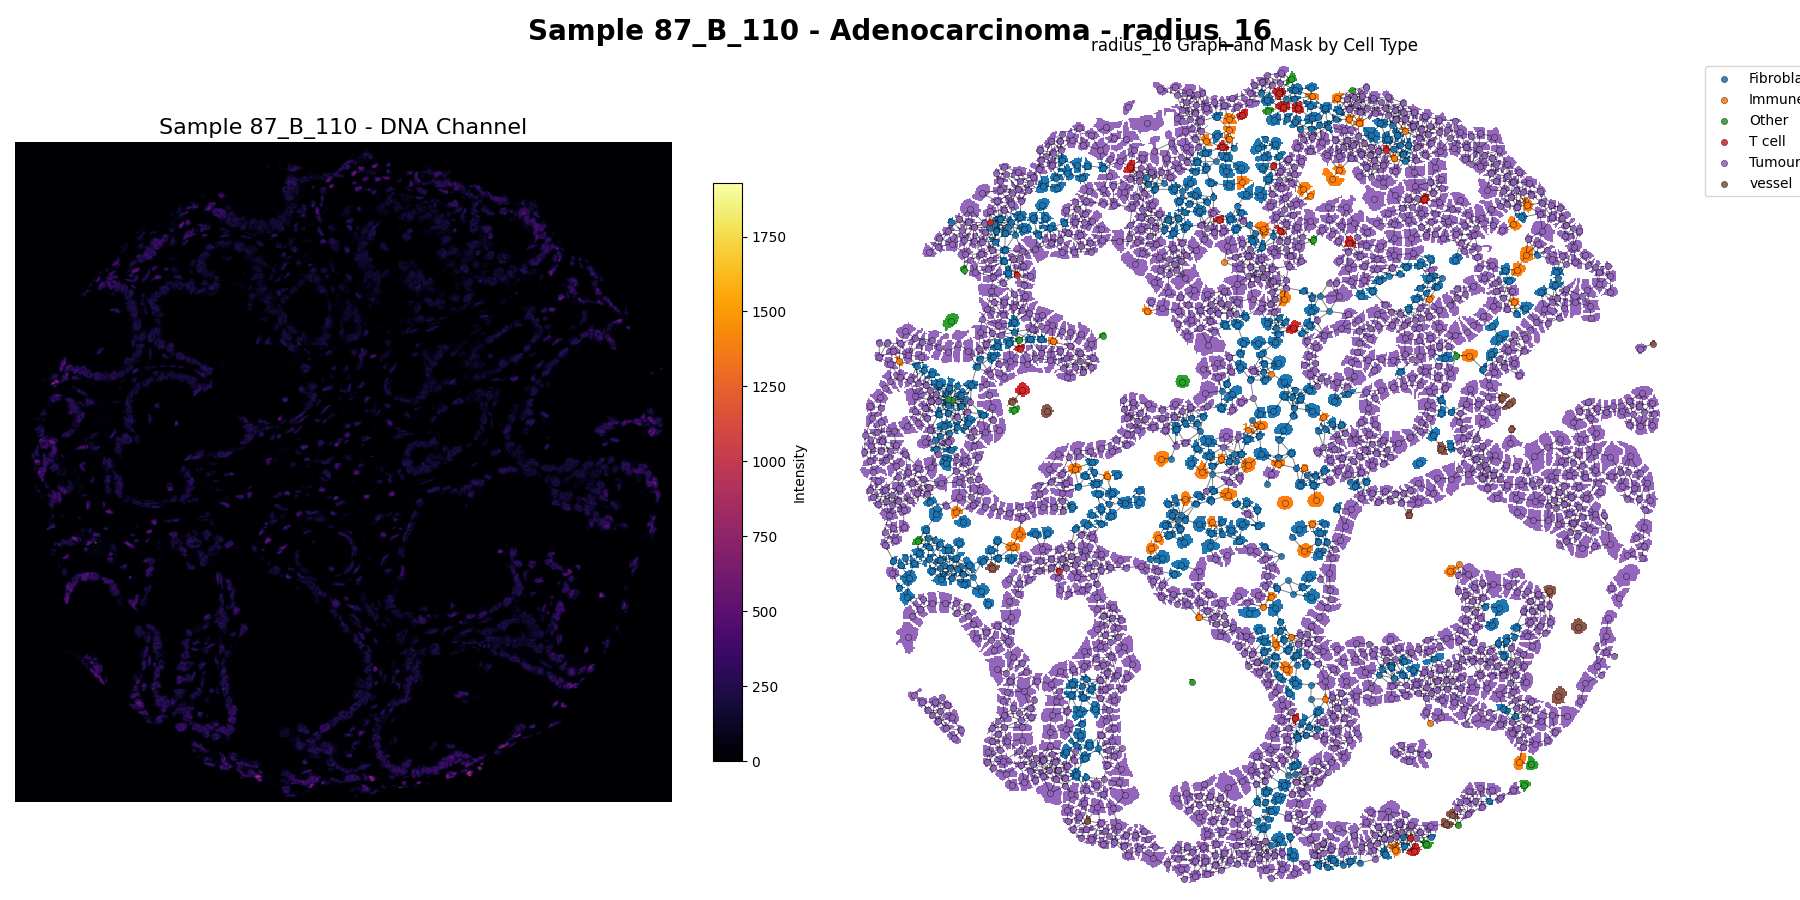 Sample 87_B_110 - Adenocarcinoma - radius_16
radius_16 Graph and Mask by Cell Type
Sample 87_B_110 - DNA Channel
1750
1500
1250
1000
750
500
250
0
Intensity
Fibrobla
Immune
Other
T cell
Tumour
vessel